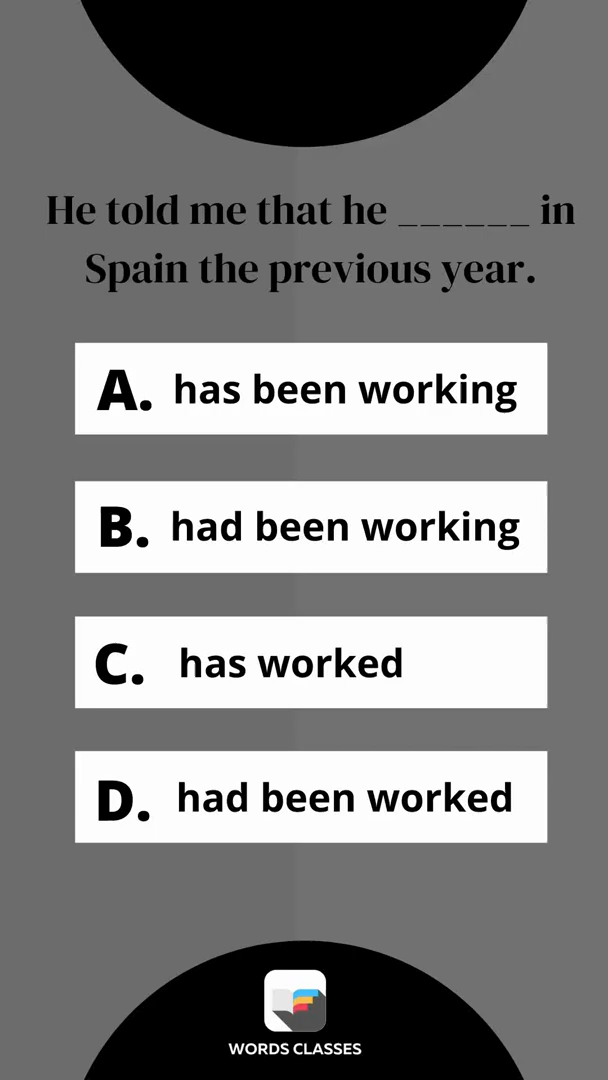 He told me that he ______ in
Spain the previous year.
A. has been working
B. had been working
C. has worked
D. had been worked
WORDS CLASSES